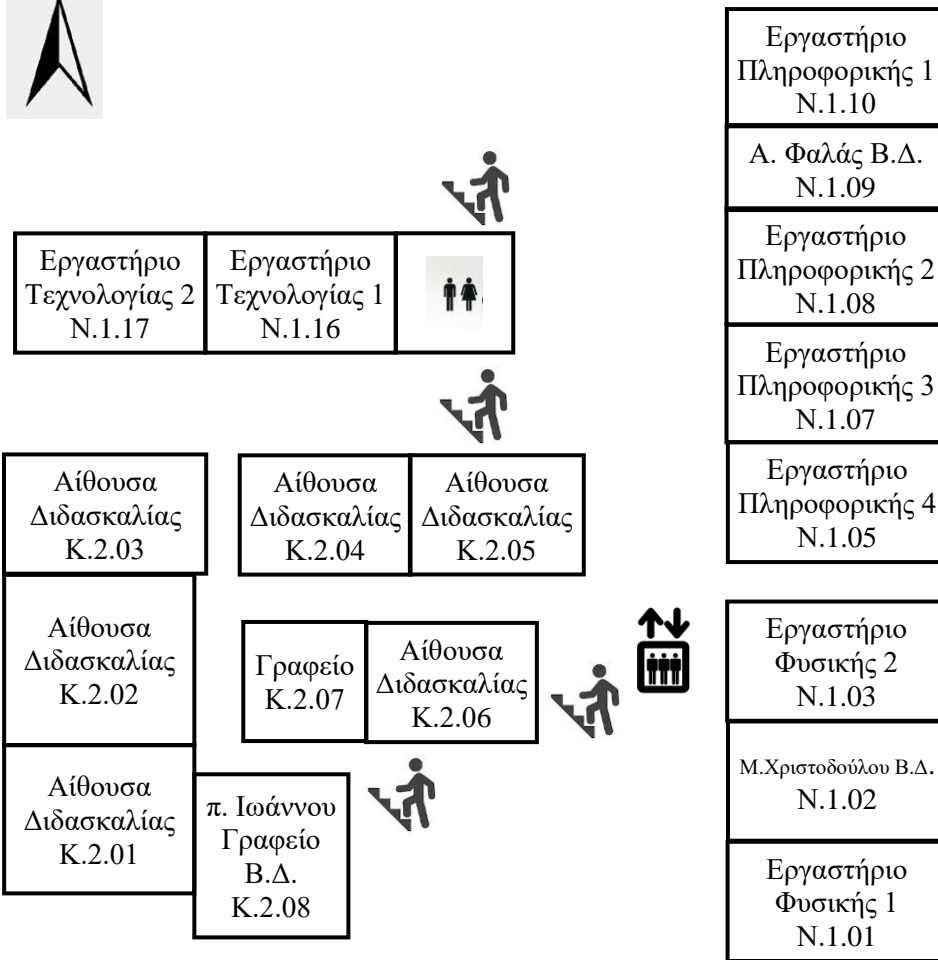 Εργαστήριο
Πληροφορικής 1
Ν.1.10
Α. Φαλάς Β.Δ.
Ν.1.09
Εργαστήριο
Πληροφορικής 2
Ν.1.08
Εργαστήριο
Πληροφορικής 3
Ν.1.07
Εργαστήριο
Πληροφορικής 4
Ν.1.05
Εργαστήριο
Τεχνολογίας 2
Ν.1.17
Εργαστήριο
Τεχνολογίας 1
Ν.1.16
Αίθουσα
Διδασκαλίας
Κ.2.03
Αίθουσα
Διδασκαλίας
Κ.2.04
Αίθουσα
Διδασκαλίας
Κ.2.05
Αίθουσα
Διδασκαλίας
Κ.2.02
Γραφείο
Κ.2.07
Αίθουσα
Διδασκαλίας
Κ.2.06
Εργαστήριο
Φυσικής 2
Ν.1.03
Μ.Χριστοδούλου Β.Δ.
Ν.1.02
Εργαστήριο
Φυσικής 1
Ν.1.01
Αίθουσα
Διδασκαλίας
Κ.2.01
π. Ιωάννου
Γραφείο
Β.Δ.
Κ.2.08